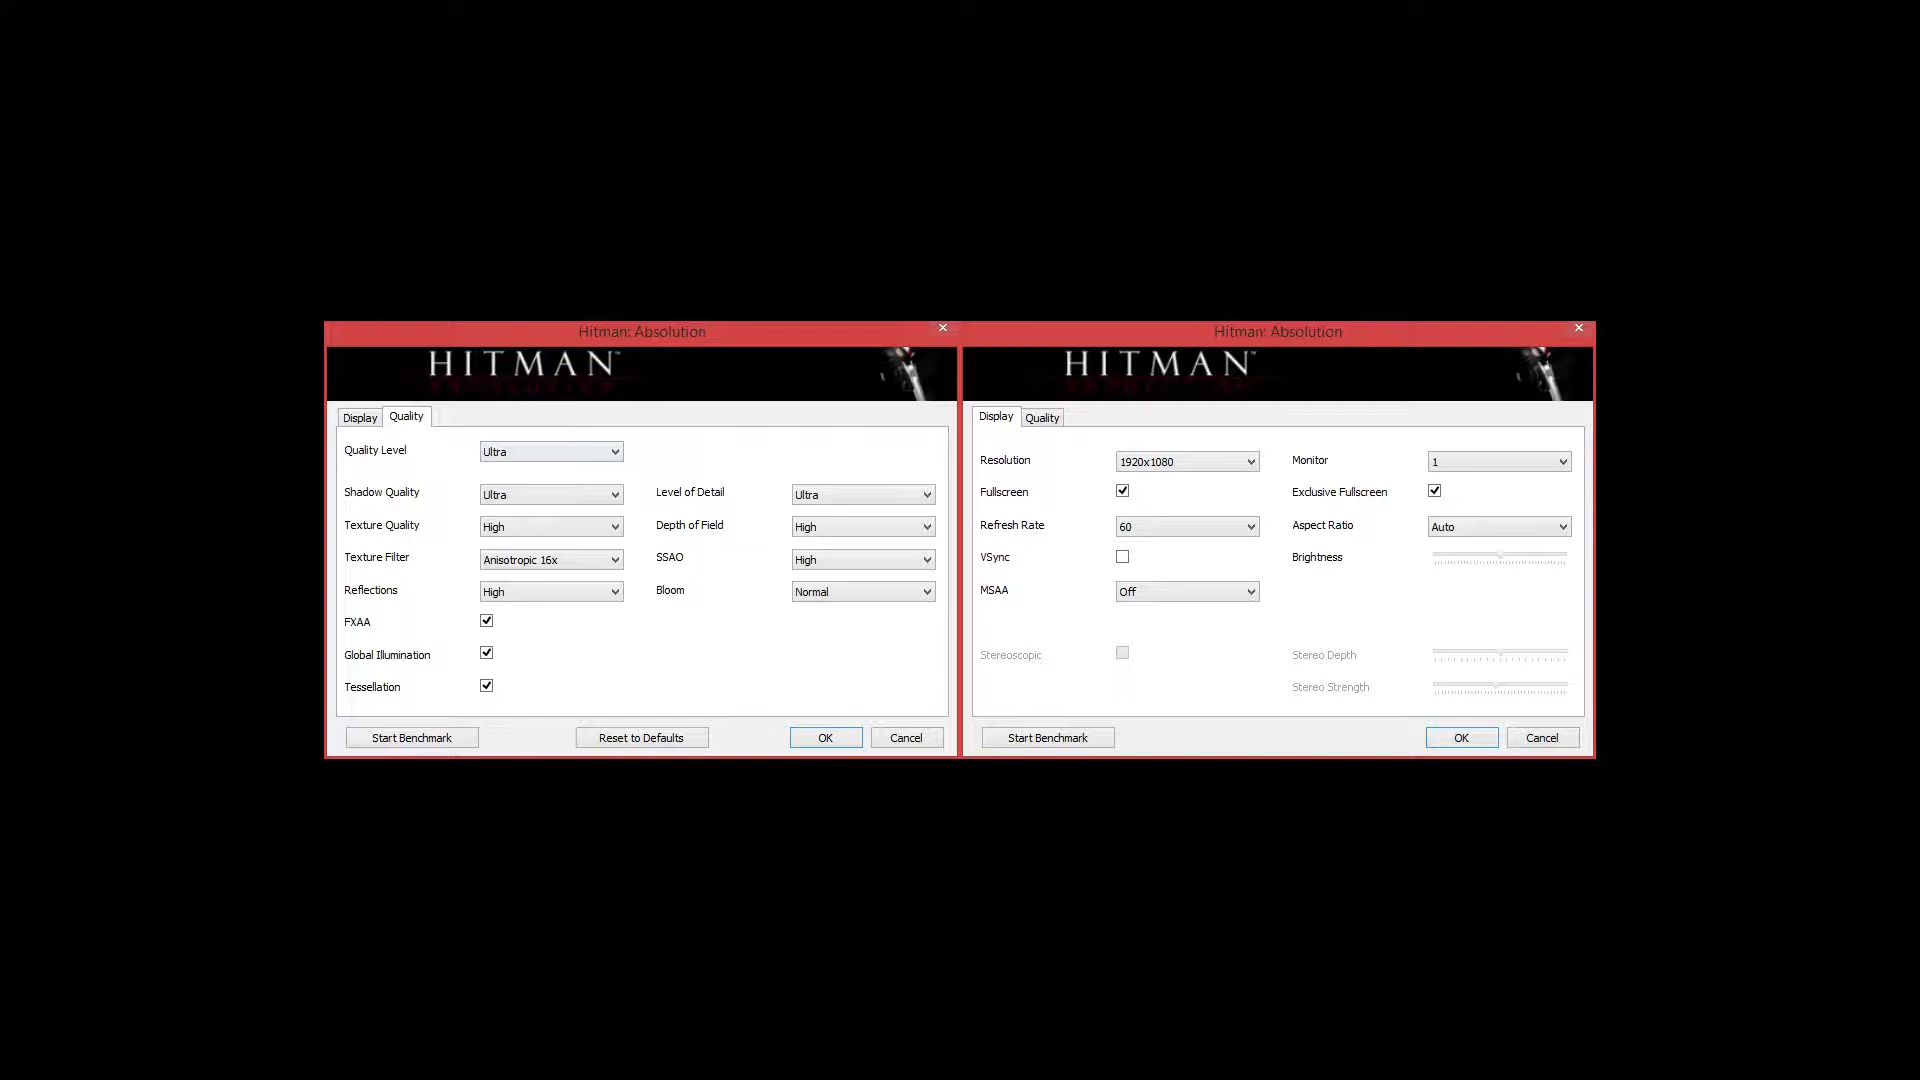 Hitman: Absolution
HITMAN™
ABSOLUTION
Display Quality
Quality Level Ultra
Shadow Quality Ultra Level of Detail Ultra
Texture Quality High Depth of Field High
Texture Filter Anisotropic 16x SSAO High
Reflections High Bloom Normal
FXAA
Global Illumination
Tessellation
Start Benchmark Reset to Defaults OK Cancel
Hitman: Absolution
HITMAN™
Display Quality
Resolution 1920x1080 Monitor 1
Fullscreen Exclusive Fullscreen
Refresh Rate 60 Aspect Ratio Auto
VSync Brightness
MSAA Off
Stereoscopic Stereo Depth
Stereo Strength
Start Benchmark OK Cancel